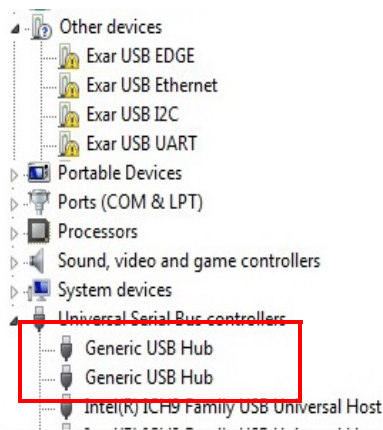 Other devices
Exar USB EDGE
Exar USB Ethernet
Exar USB I2C
Exar USB UART
Portable Devices
Ports (COM & LPT)
Processors
Sound, video and game controllers
System devices
Universal Serial Bus controllers
Generic USB Hub
Generic USB Hub
Intel(R) ICH9 Family USB Universal Host